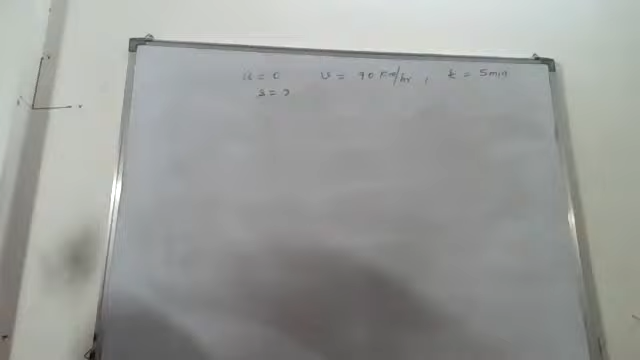 u = 0 v = 90 Km/hr , t = 5 min
s = ?